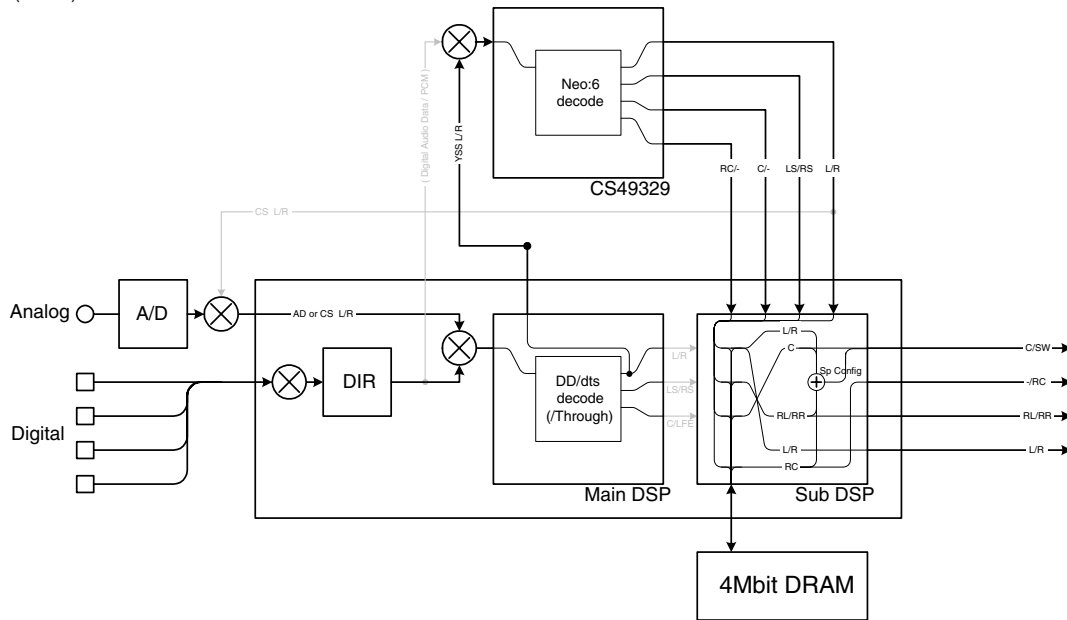 Neo:6
decode
CS49329
( Digital Audio Data / PCM )
YSS L/R
RC/-
C/-
LS/RS
L/R
CS L/R
Analog
A/D
AD or CS L/R
DIR
Digital
DD/dts
decode
(/Through)
Main DSP
L/R
LS/RS
C/LFE
L/R
C
Sp Config
RL/RR
L/R
RC
Sub DSP
C/SW
-/RC
RL/RR
L/R
4Mbit DRAM